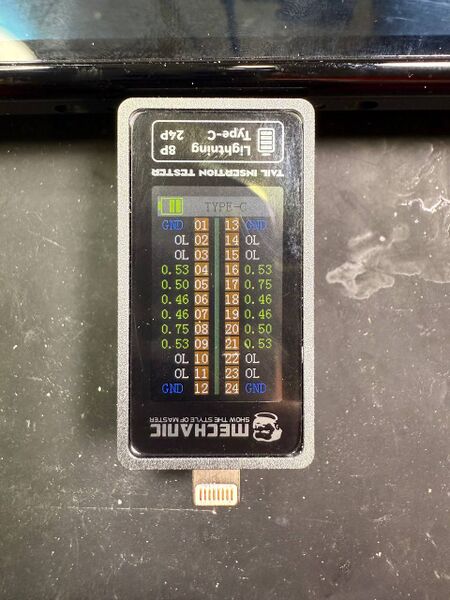 8P
24P
Lightning
Type-C
TAIL INSERTION TESTER
TYPE-C
GND 01 13 GND
OL 02 14 OL
OL 03 15 OL
0.53 04 16 0.53
0.50 05 17 0.75
0.46 06 18 0.46
0.46 07 19 0.46
0.75 08 20 0.50
0.53 09 21 0.53
OL 10 22 OL
OL 11 23 OL
GND 12 24 GND
MECHANIC
SHOW THE STYLE OF MASTER